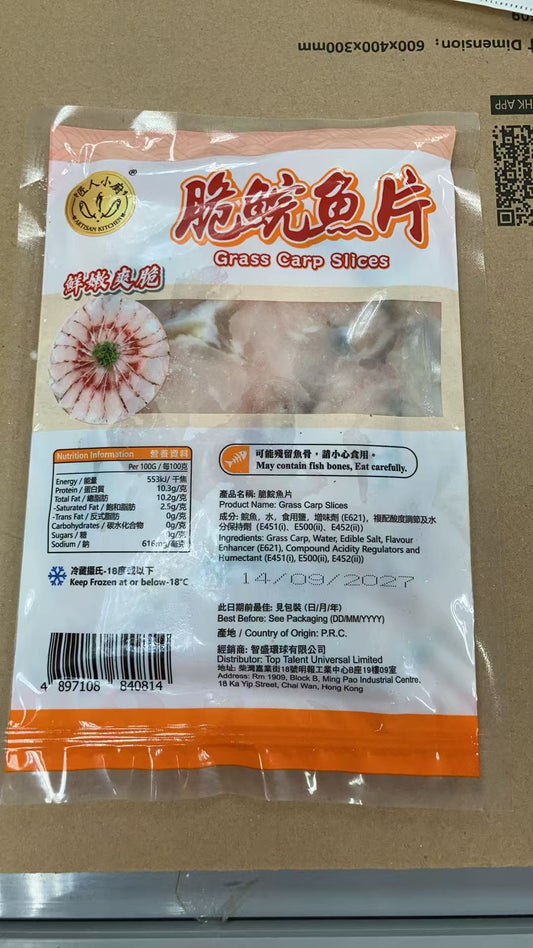 Dimension: 600x400x300mm
HK APP
匠人小廚
ARTISAN KITCHEN
®
脆鯇魚片
Grass Carp Slices
鮮嫩爽脆
Nutrition Information 營養資料
Per 100G / 每100克
Energy / 能量 553kJ/ 千焦
Protein / 蛋白質 10.3g/克
Total Fat / 總脂肪 10.2g/克
-Saturated Fat / 飽和脂肪 2.5g/克
-Trans Fat / 反式脂肪 0g/克
Carbohydrates / 碳水化合物 0g/克
Sugars / 糖 0g/克
Sodium / 鈉 616mg/毫克
冷藏攝氏-18度或以下
Keep Frozen at or below-18°C
4 897108 840814
可能殘留魚骨，請小心食用。
May contain fish bones, Eat carefully.
產品名稱: 脆鯇魚片
Product Name: Grass Carp Slices
成分: 鯇魚，水，食用鹽，增味劑 (E621)，複配酸度調節及水
分保持劑 (E451(i)、E500(ii)、E452(ii))
Ingredients: Grass Carp, Water, Edible Salt, Flavour
Enhancer (E621), Compound Acidity Regulators and
Humectant (E451(i), E500(ii), E452(ii))
14/09/2027
此日期前最佳: 見包裝 (日/月/年)
Best Before: See Packaging (DD/MM/YYYY)
產地 / Country of Origin: P.R.C.
經銷商: 智盛環球有限公司
Distributor: Top Talent Universal Limited
地址: 柴灣嘉業街18號明報工業中心B座19樓09室
Address: Rm 1909, Block B, Ming Pao Industrial Centre,
18 Ka Yip Street, Chai Wan, Hong Kong